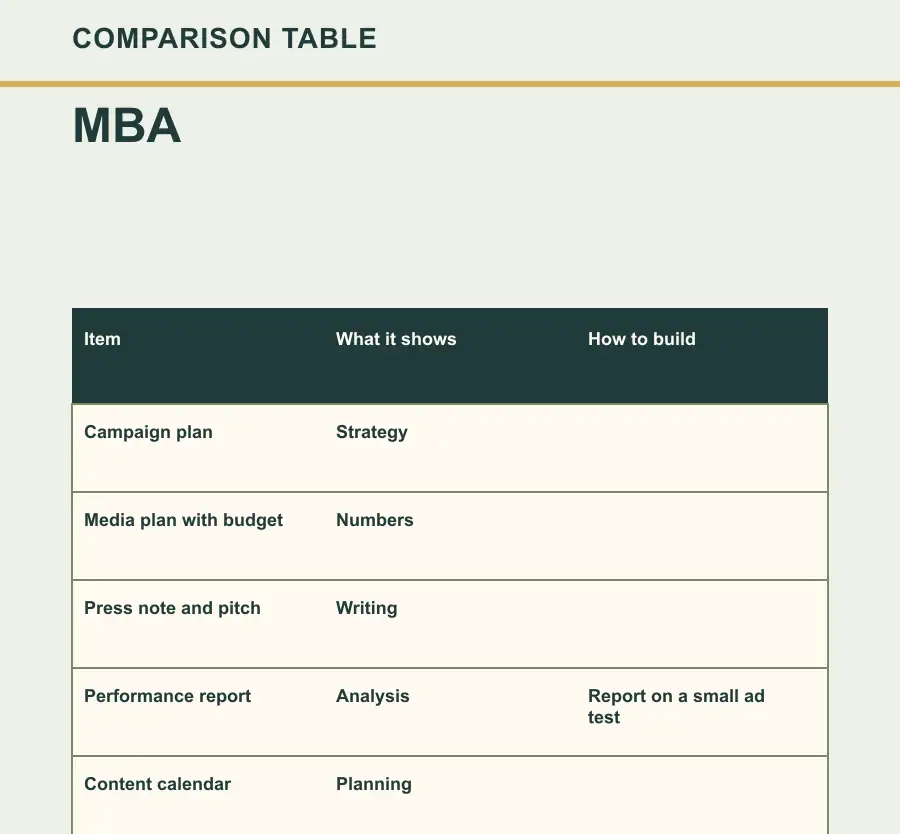 COMPARISON TABLE
MBA
Item What it shows How to build
Campaign plan Strategy
Media plan with budget Numbers
Press note and pitch Writing
Performance report Analysis Report on a small ad
test
Content calendar Planning